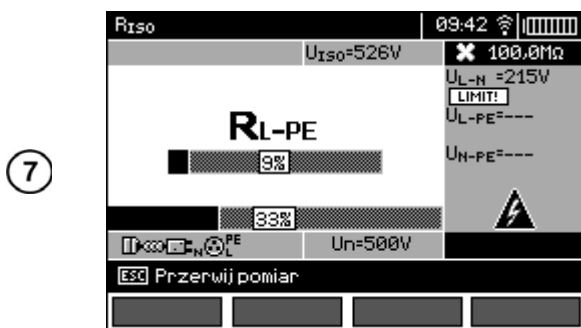 RISO 09:42
UISO=526V ✖ 100.0MΩ
UL-N =215V
LIMIT!
UL-PE=---
RL-PE
UN-PE=---
9%
7
33%
N PE L Un=500V
ESC Przerwij pomiar